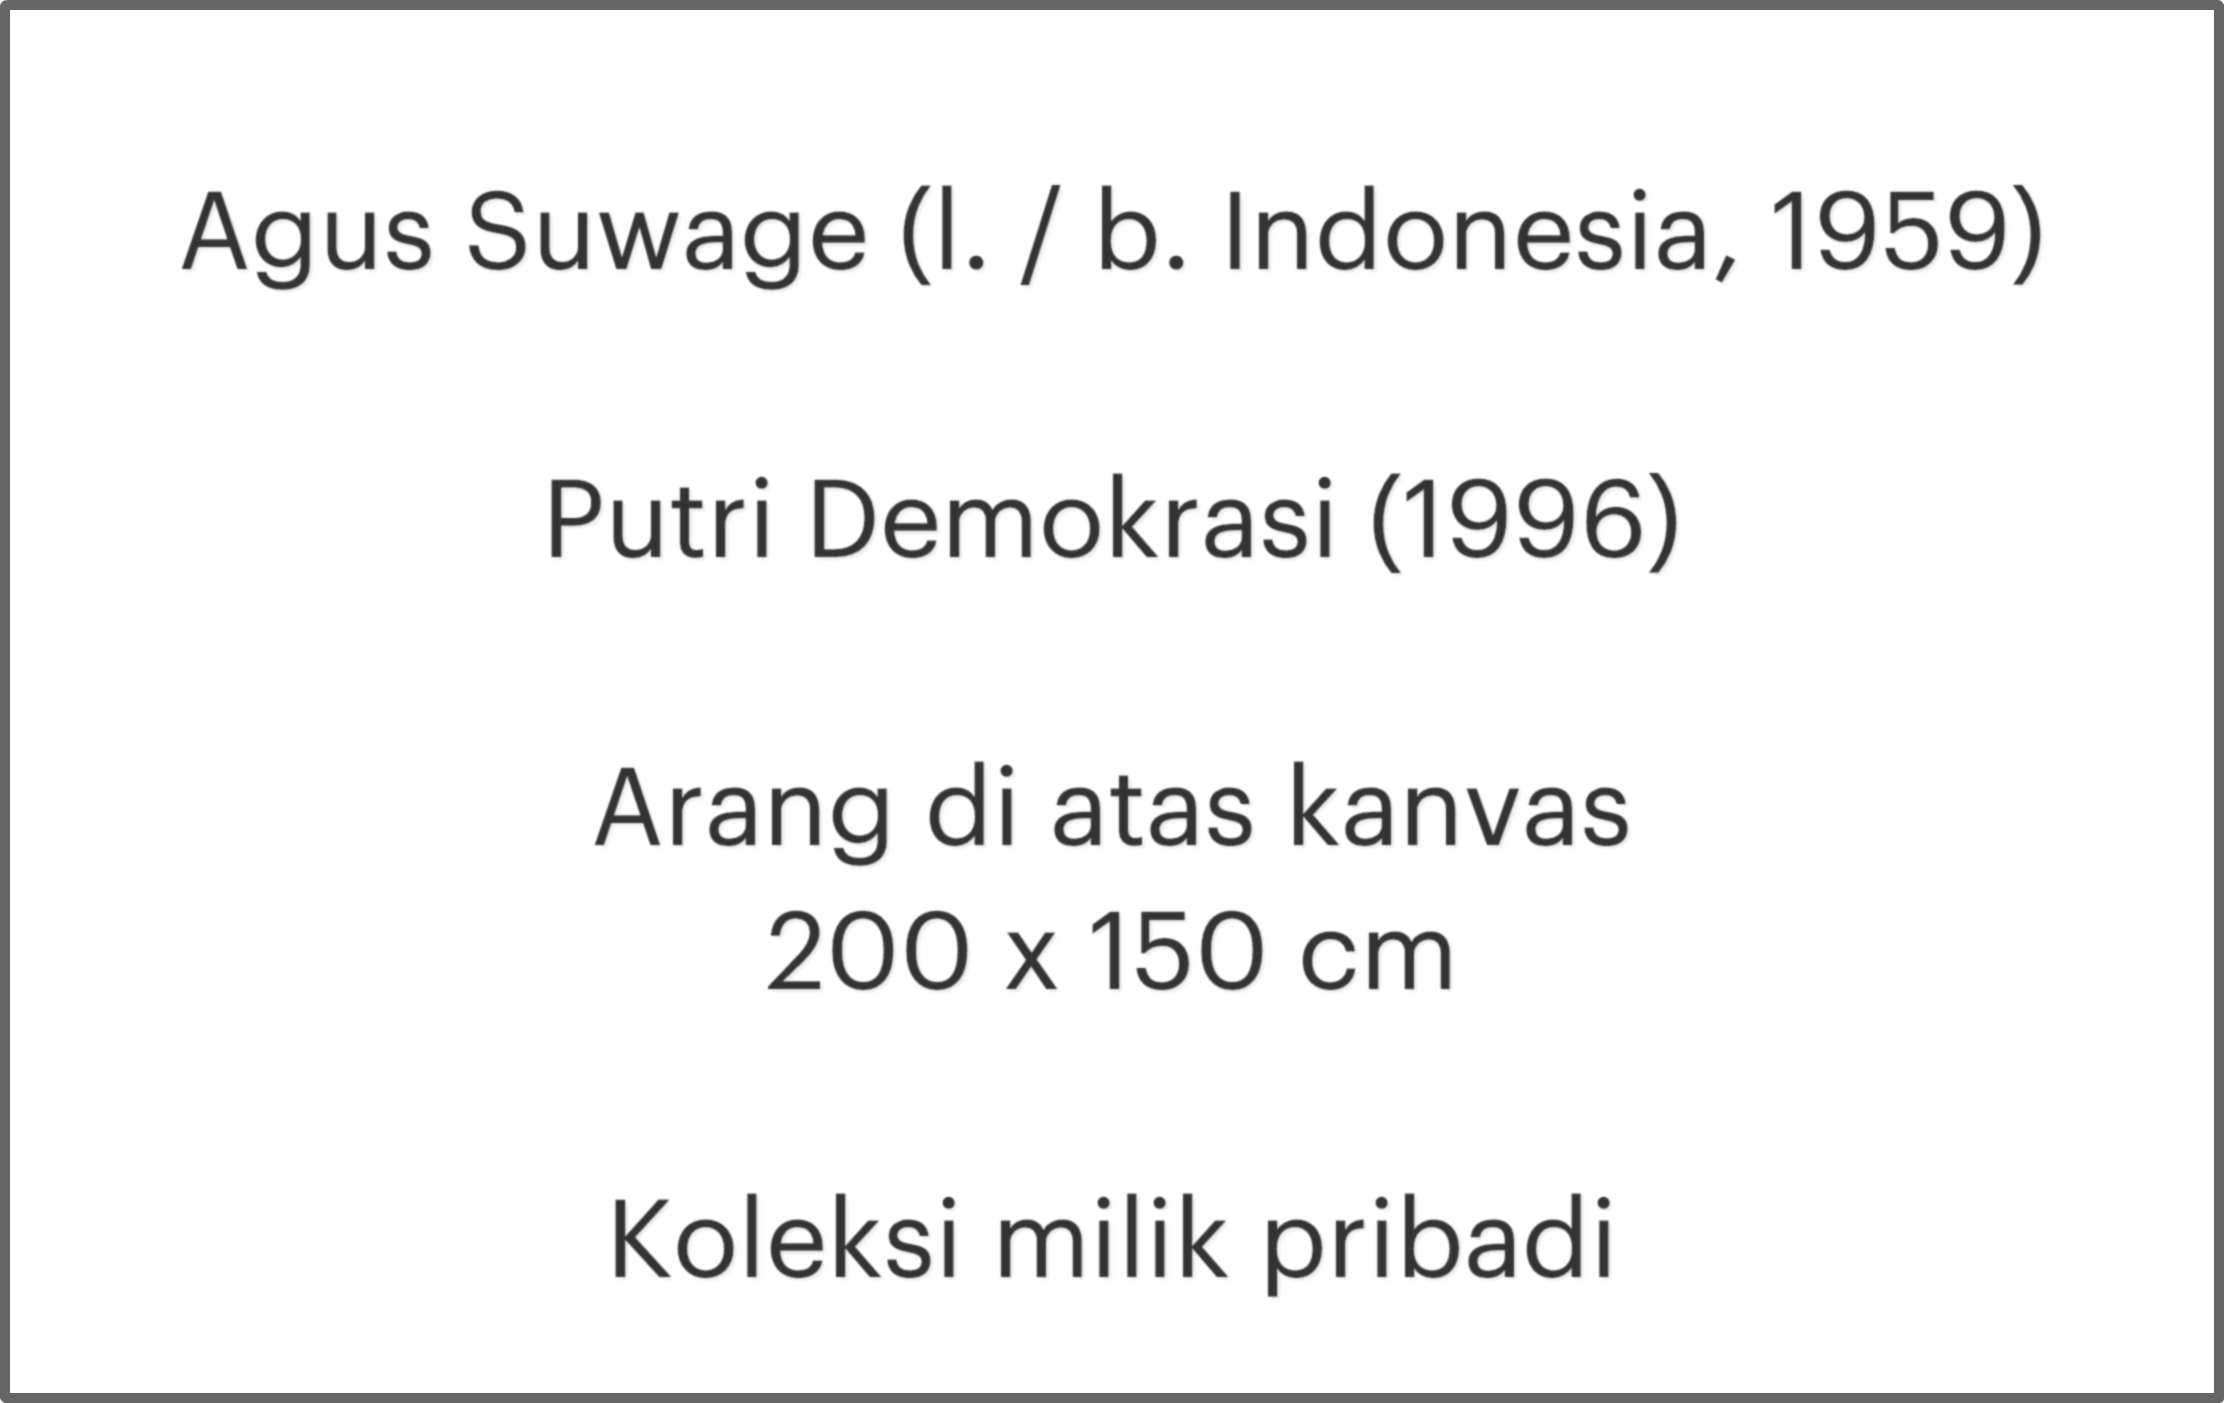 Agus Suwage (l. / b. Indonesia, 1959)
Putri Demokrasi (1996)
Arang di atas kanvas
200 x 150 cm
Koleksi milik pribadi